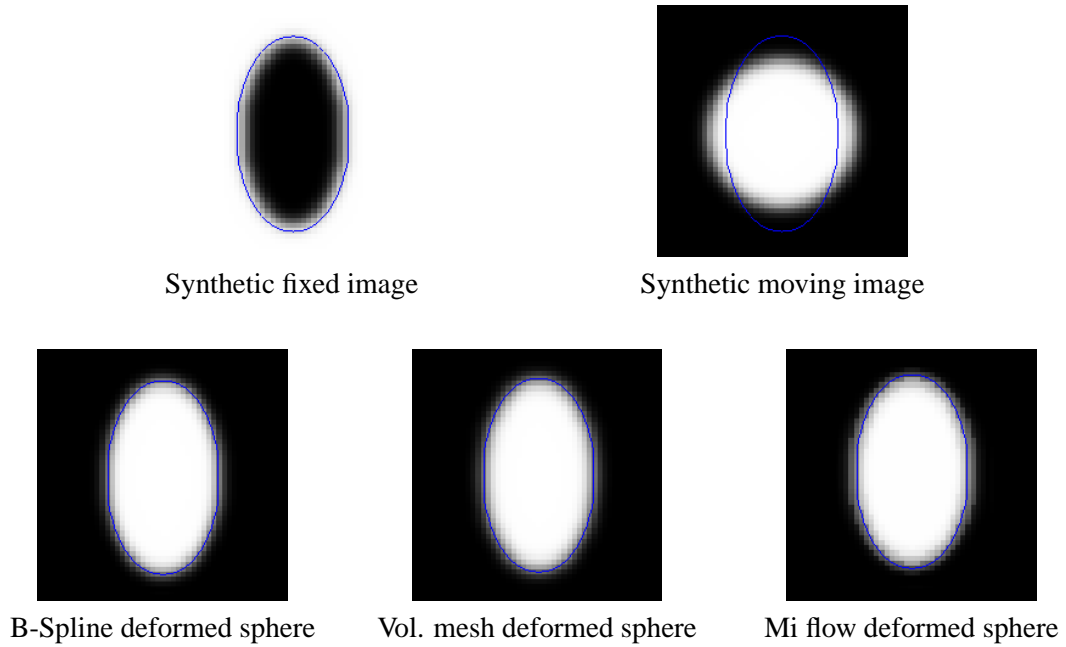 Synthetic fixed image
Synthetic moving image
B-Spline deformed sphere
Vol. mesh deformed sphere
Mi flow deformed sphere